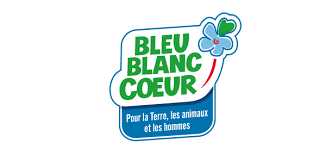 BLEU
BLANC
COEUR
Pour la Terre, les animaux
et les hommes